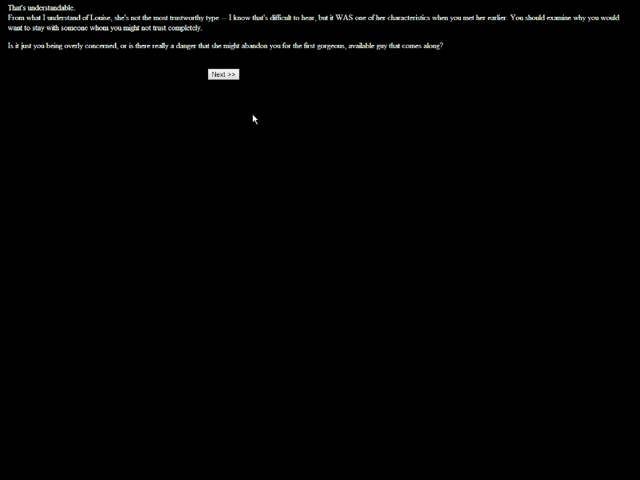 That's understandable.
From what I understand of Louise, she's not the most trustworthy type -- I know that's difficult to hear, but it WAS one of her characteristics when you met her earlier. You should examine why you would
want to stay with someone whom you might not trust completely.
Is it just you being overly concerned, or is there really a danger that she might abandon you for the first gorgeous, available guy that comes along?
Next >>